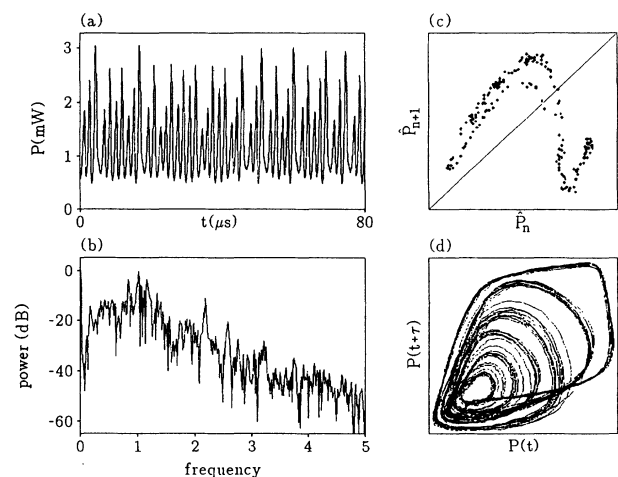 (a)
3
2
1
0
P(mW)
0
t(μs)
80
(b)
0
-20
-40
-60
power (dB)
0
1
2
3
4
5
frequency
(c)
P̂n+1
P̂n
(d)
P(t+τ)
P(t)